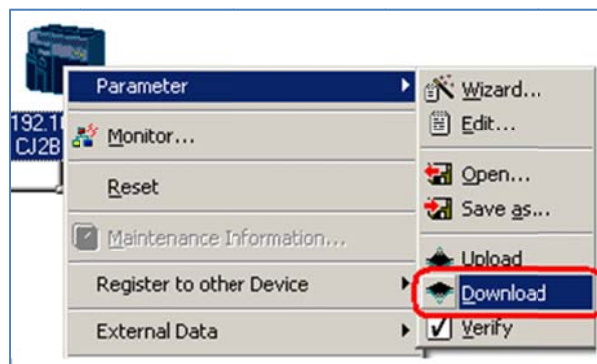 192.1
CJ2B
Parameter
Monitor...
Reset
Maintenance Information...
Register to other Device
External Data
Wizard...
Edit...
Open...
Save as...
Upload
Download
Verify